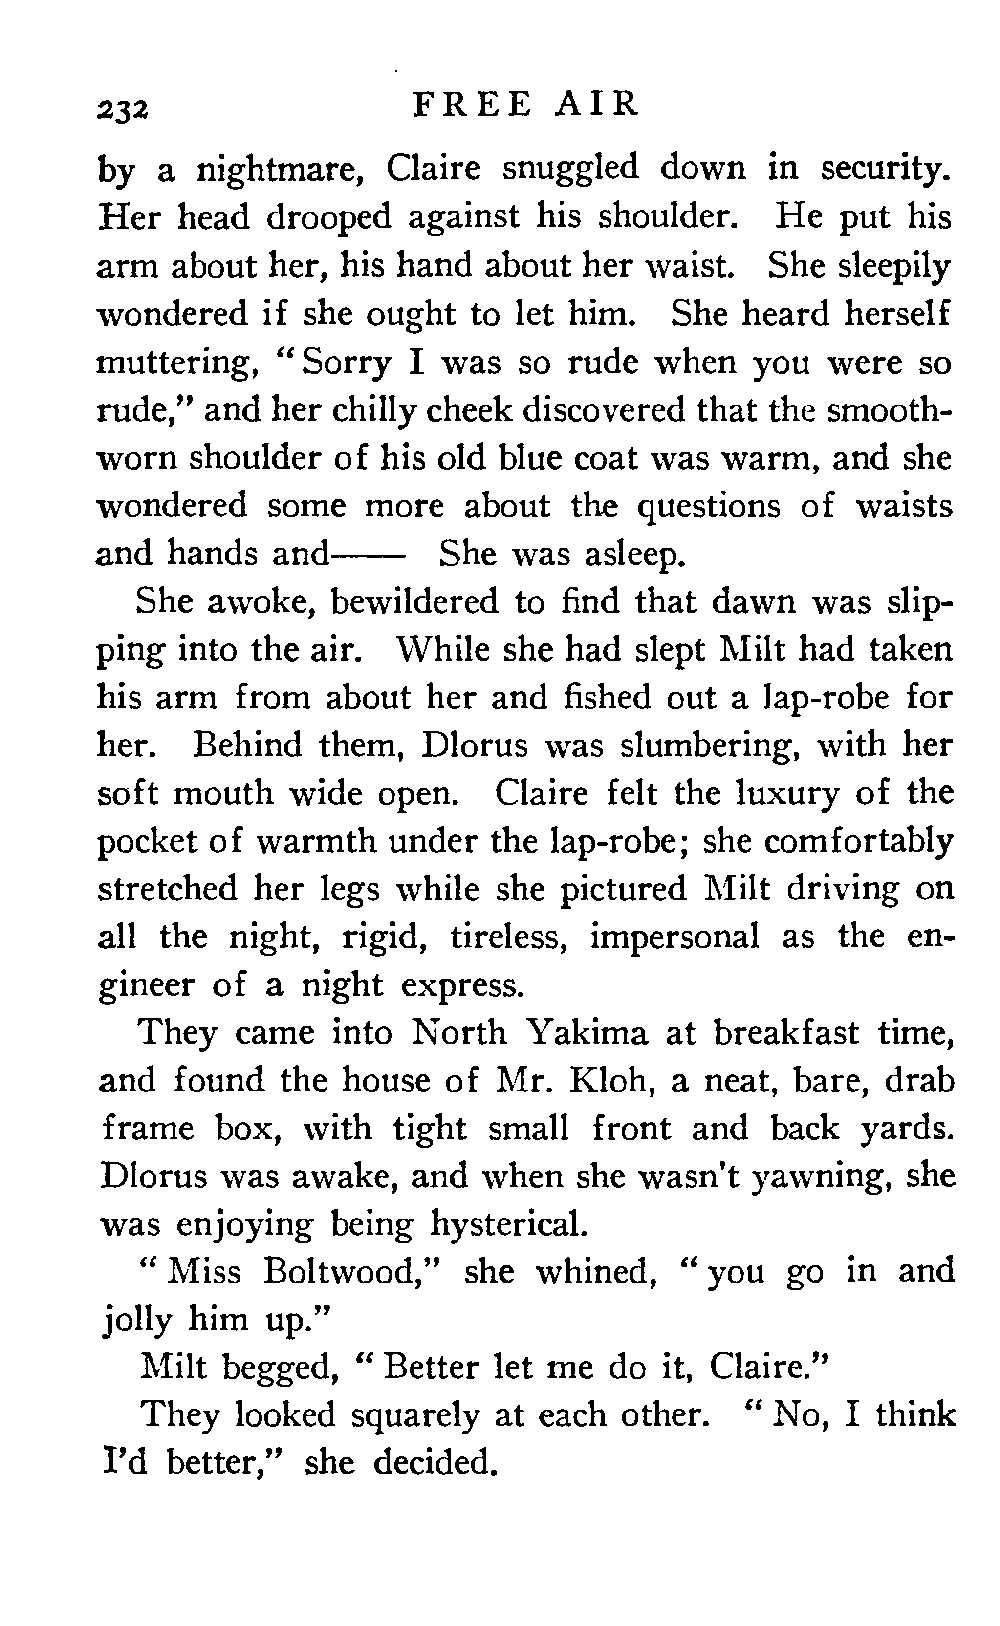 232 FREE AIR
by a nightmare, Claire snuggled down in security.
Her head drooped against his shoulder. He put his
arm about her, his hand about her waist. She sleepily
wondered if she ought to let him. She heard herself
muttering, “ Sorry I was so rude when you were so
rude,” and her chilly cheek discovered that the smooth-
worn shoulder of his old blue coat was warm, and she
wondered some more about the questions of waists
and hands and—— She was asleep.
She awoke, bewildered to find that dawn was slip-
ping into the air. While she had slept Milt had taken
his arm from about her and fished out a lap-robe for
her. Behind them, Dlorus was slumbering, with her
soft mouth wide open. Claire felt the luxury of the
pocket of warmth under the lap-robe; she comfortably
stretched her legs while she pictured Milt driving on
all the night, rigid, tireless, impersonal as the en-
gineer of a night express.
They came into North Yakima at breakfast time,
and found the house of Mr. Kloh, a neat, bare, drab
frame box, with tight small front and back yards.
Dlorus was awake, and when she wasn't yawning, she
was enjoying being hysterical.
“ Miss Boltwood,” she whined, “ you go in and
jolly him up.”
Milt begged, “ Better let me do it, Claire.”
They looked squarely at each other. “ No, I think
I’d better,” she decided.